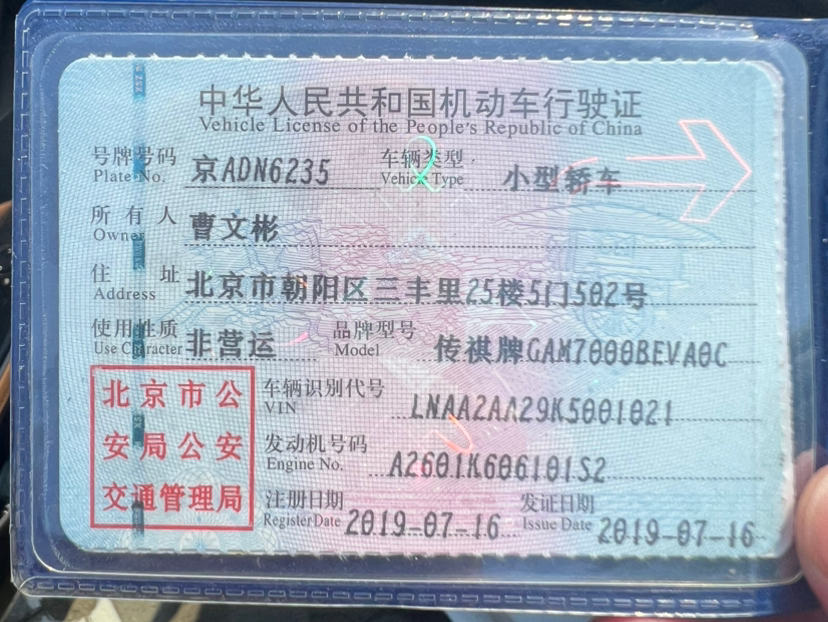 中华人民共和国机动车行驶证
Vehicle License of the People's Republic of China
号牌号码 京ADN6235 车辆类型 小型轿车
Plate No. Vehicle Type
所有人 曹文彬
Owner
住址 北京市朝阳区三丰里25楼5门502号
Address
使用性质 非营运 品牌型号 传祺牌GAM7000BEVA0C
Use Character Model
北京市公
安局公安
交通管理局
车辆识别代号 LNAA2AA29K5001021
VIN
发动机号码 A2601K606101S2
Engine No.
注册日期 2019-07-16 发证日期 2019-07-16
Register Date Issue Date